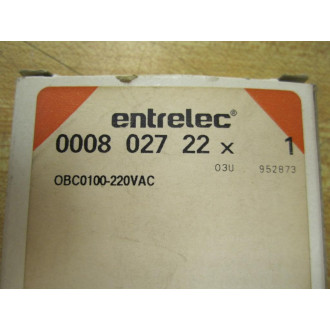 entrelec®
0008 027 22 x 1
03U 952873
OBC0100-220VAC